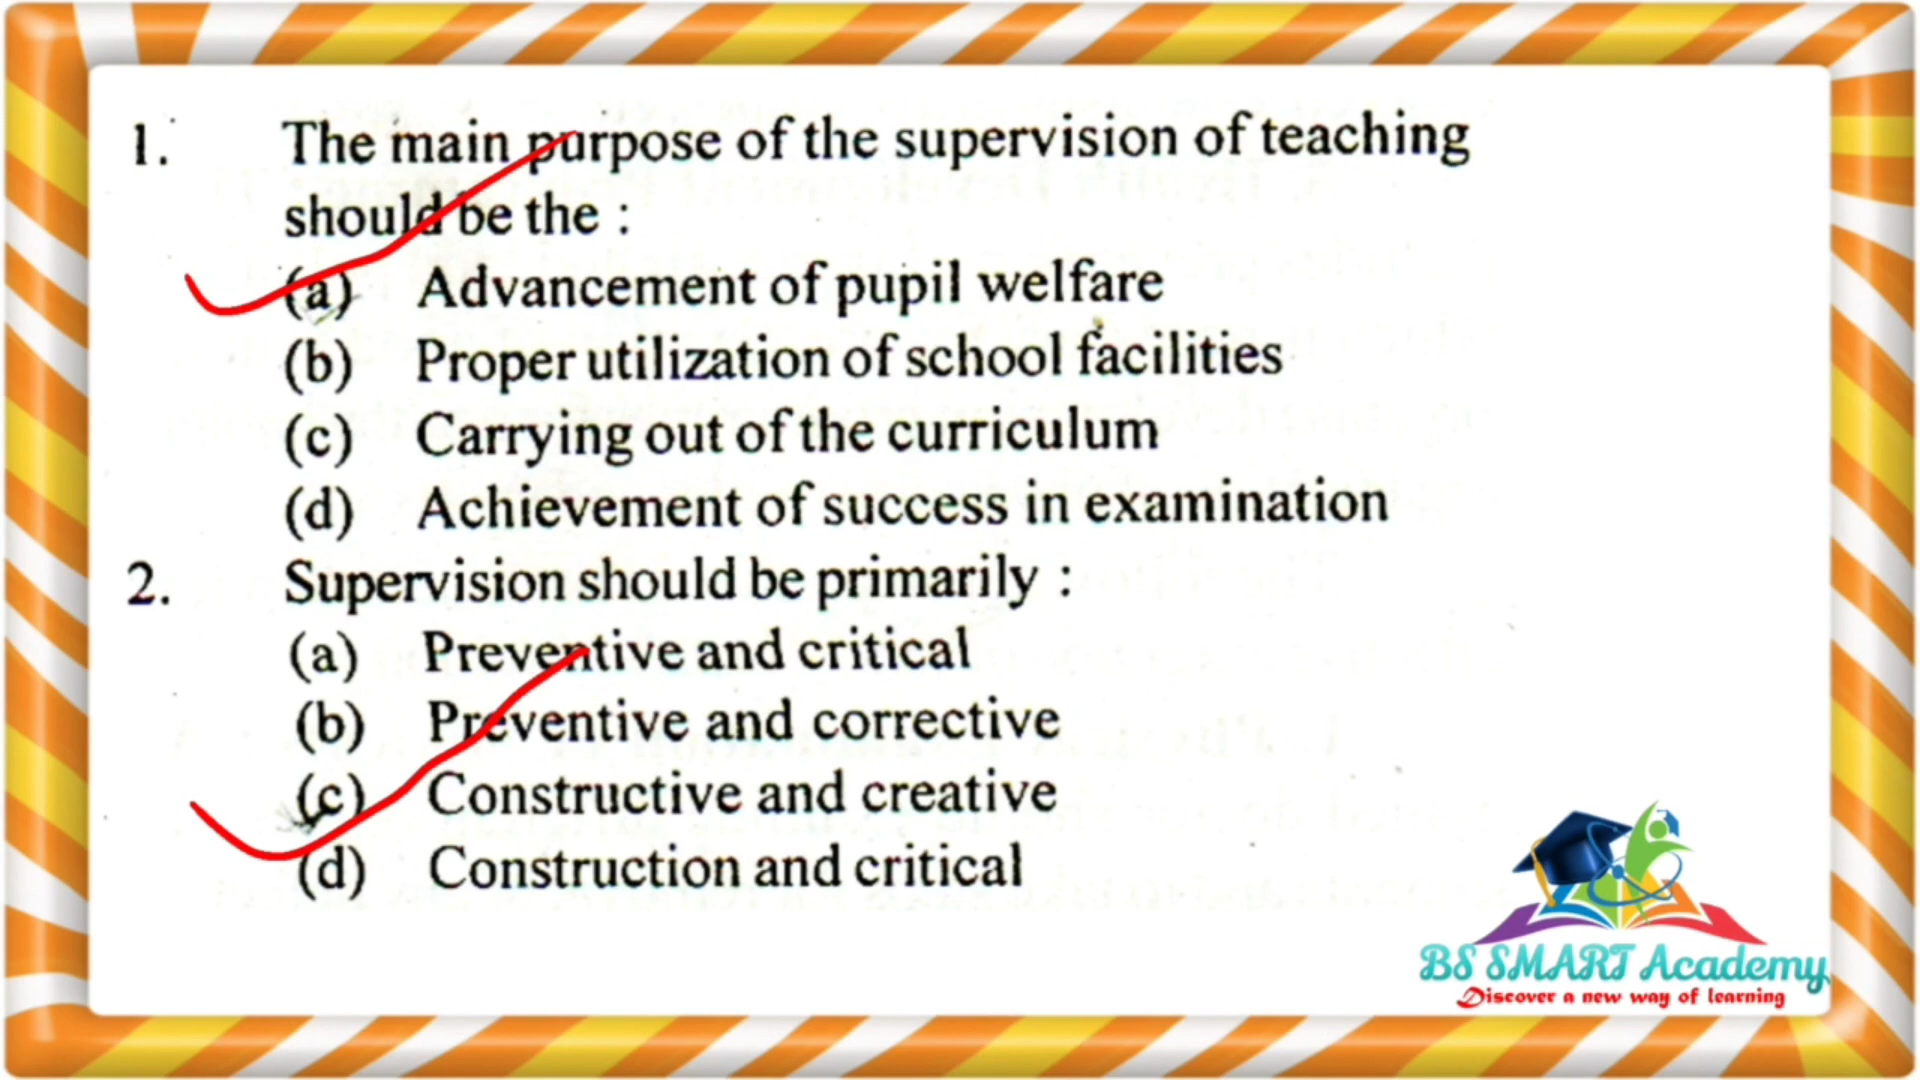 1. The main purpose of the supervision of teaching
should be the :
(a) Advancement of pupil welfare
(b) Proper utilization of school facilities
(c) Carrying out of the curriculum
(d) Achievement of success in examination
2. Supervision should be primarily :
(a) Preventive and critical
(b) Preventive and corrective
(c) Constructive and creative
(d) Construction and critical
BS SMART Academy
Discover a new way of learning